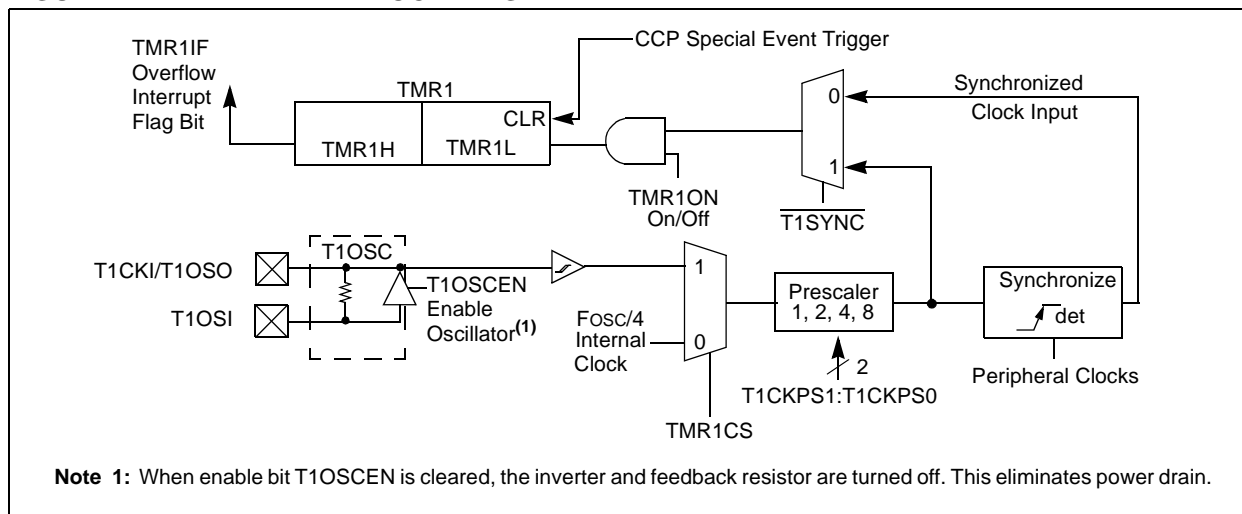 CCP Special Event Trigger
TMR1IF
Overflow
Interrupt
Flag Bit
TMR1
CLR
TMR1H
TMR1L
TMR1ON
On/Off
0
1
T1SYNC
Synchronized
Clock Input
T1OSC
T1CKI/T1OSO
T1OSI
T1OSCEN
Enable
Oscillator(1)
FOSC/4
Internal
Clock
1
0
TMR1CS
Prescaler
1, 2, 4, 8
2
T1CKPS1:T1CKPS0
Synchronize
det
Peripheral Clocks
Note 1: When enable bit T1OSCEN is cleared, the inverter and feedback resistor are turned off. This eliminates power drain.